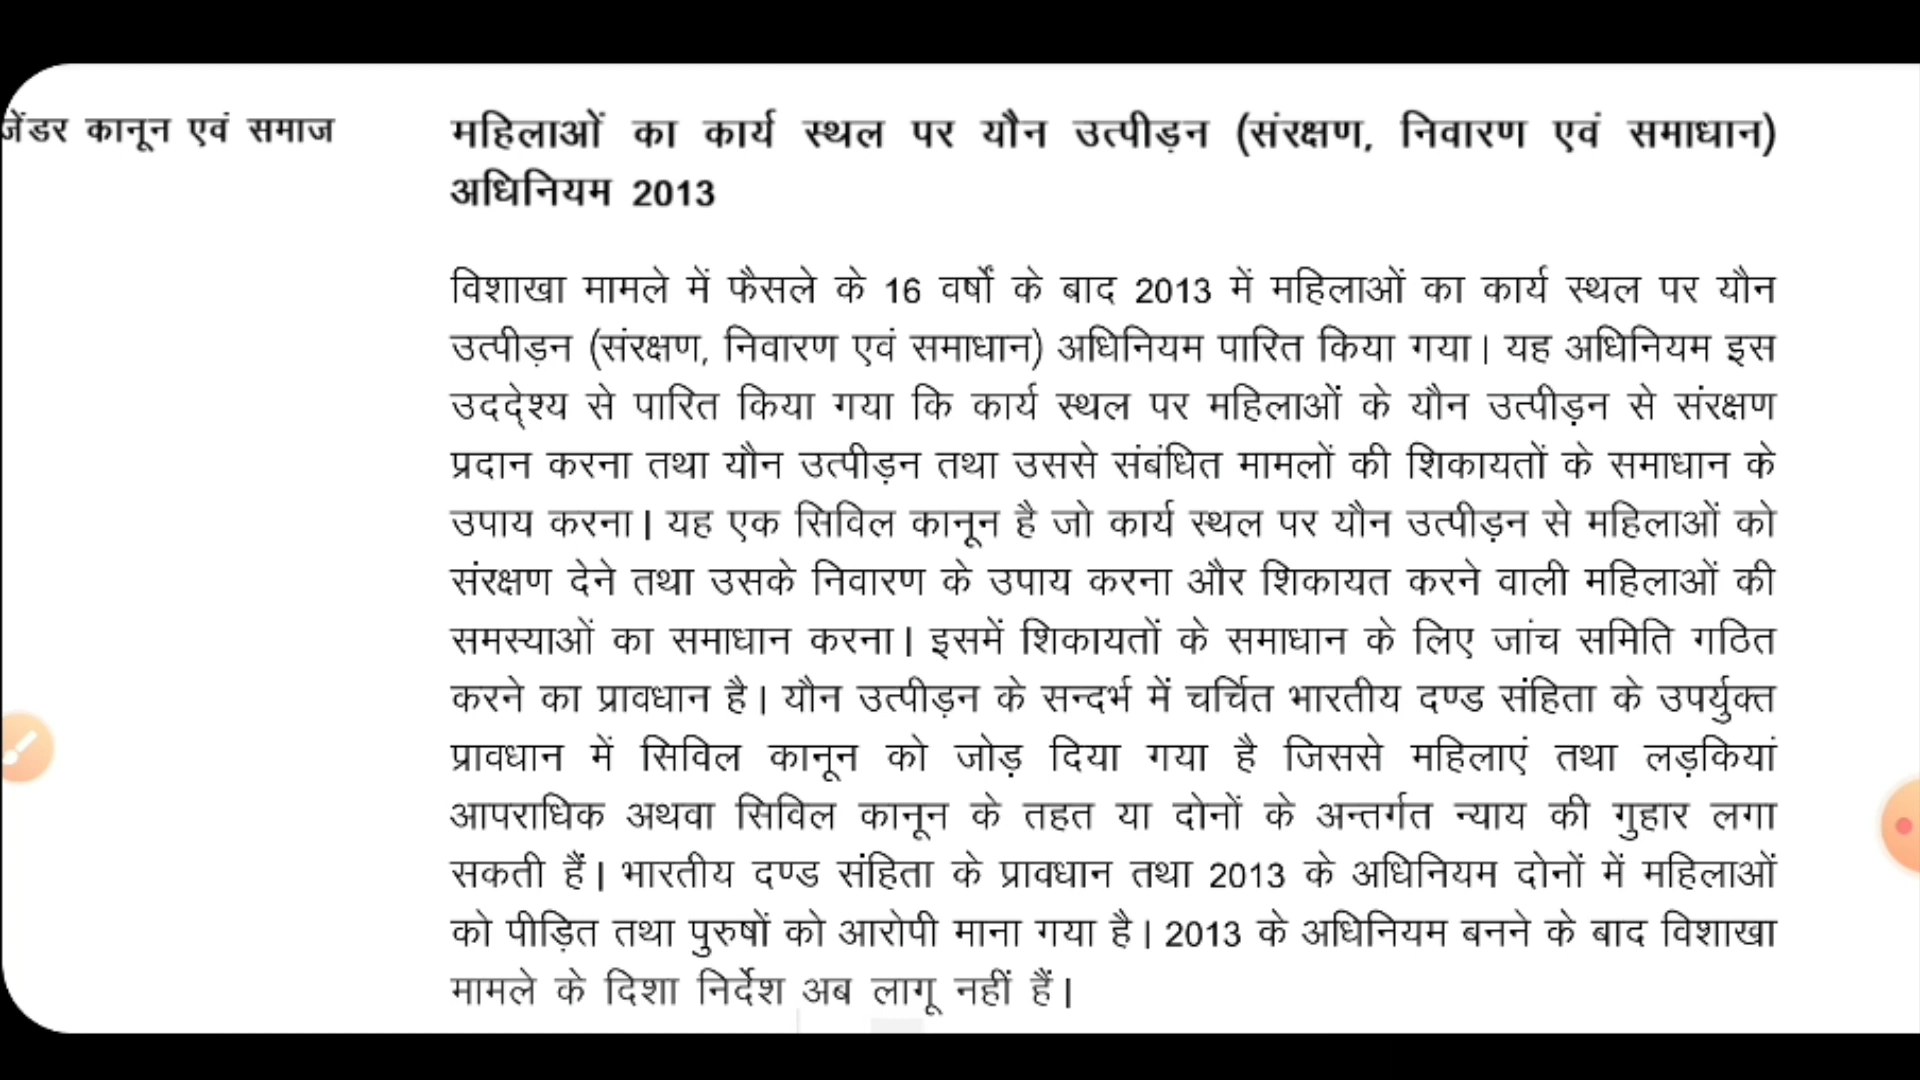 जेंडर कानून एवं समाज
महिलाओं का कार्य स्थल पर यौन उत्पीड़न (संरक्षण, निवारण एवं समाधान)
अधिनियम 2013
विशाखा मामले में फैसले के 16 वर्षों के बाद 2013 में महिलाओं का कार्य स्थल पर यौन
उत्पीड़न (संरक्षण, निवारण एवं समाधान) अधिनियम पारित किया गया। यह अधिनियम इस
उददे्श्य से पारित किया गया कि कार्य स्थल पर महिलाओं के यौन उत्पीड़न से संरक्षण
प्रदान करना तथा यौन उत्पीड़न तथा उससे संबंधित मामलों की शिकायतों के समाधान के
उपाय करना। यह एक सिविल कानून है जो कार्य स्थल पर यौन उत्पीड़न से महिलाओं को
संरक्षण देने तथा उसके निवारण के उपाय करना और शिकायत करने वाली महिलाओं की
समस्याओं का समाधान करना। इसमें शिकायतों के समाधान के लिए जांच समिति गठित
करने का प्रावधान है। यौन उत्पीड़न के सन्दर्भ में चर्चित भारतीय दण्ड संहिता के उपर्युक्त
प्रावधान में सिविल कानून को जोड़ दिया गया है जिससे महिलाएं तथा लड़कियां
आपराधिक अथवा सिविल कानून के तहत या दोनों के अन्तर्गत न्याय की गुहार लगा
सकती हैं। भारतीय दण्ड संहिता के प्रावधान तथा 2013 के अधिनियम दोनों में महिलाओं
को पीड़ित तथा पुरुषों को आरोपी माना गया है। 2013 के अधिनियम बनने के बाद विशाखा
मामले के दिशा निर्देश अब लागू नहीं हैं।